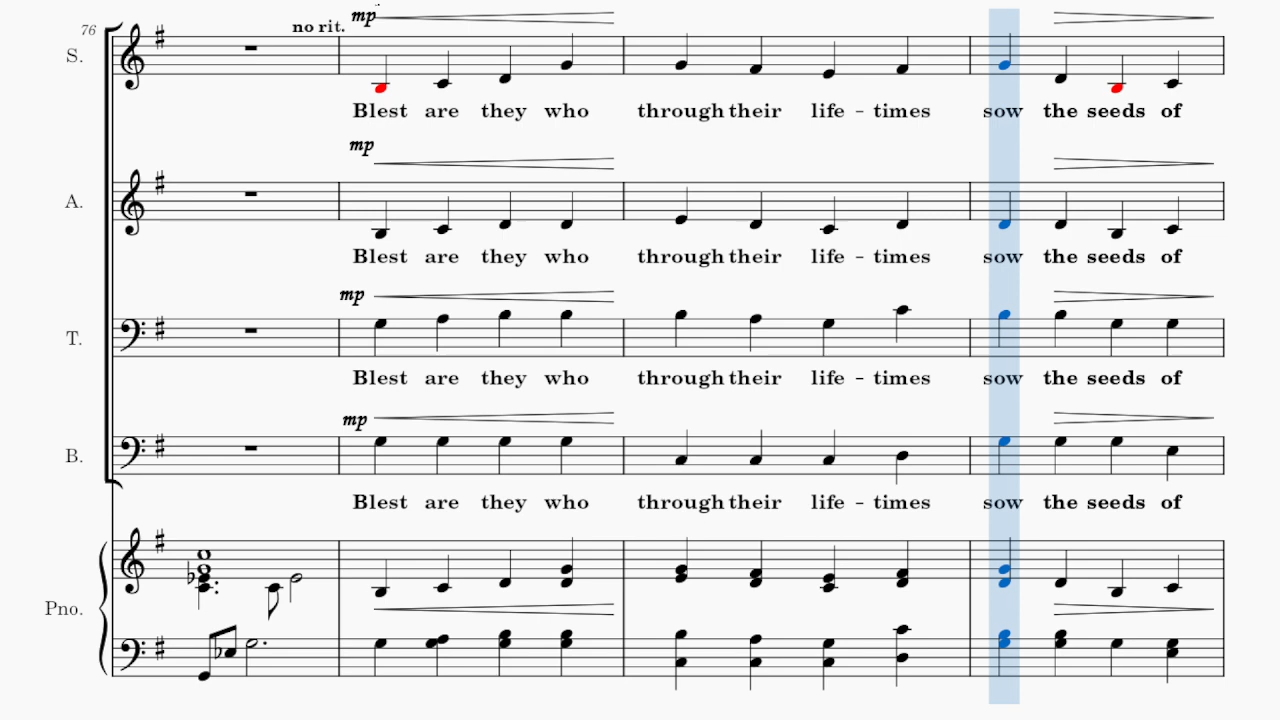 76
no rit.
mp
S.
Blest are they who through their life - times sow the seeds of
mp
A.
Blest are they who through their life - times sow the seeds of
mp
T.
Blest are they who through their life - times sow the seeds of
mp
B.
Blest are they who through their life - times sow the seeds of
Pno.